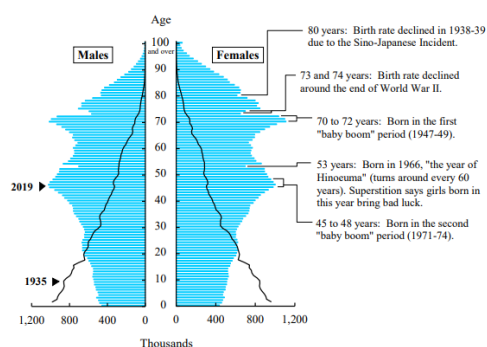 Age
100
and over
90
80
70
60
50
40
30
20
10
0
Males
Females
2019
1935
1,200
800
400
0
0
400
800
1,200
Thousands
80 years: Birth rate declined in 1938-39
due to the Sino-Japanese Incident.
73 and 74 years: Birth rate declined
around the end of World War II.
70 to 72 years: Born in the first
"baby boom" period (1947-49).
53 years: Born in 1966, "the year of
Hinoeuma" (turns around every 60
years). Superstition says girls born in
this year bring bad luck.
45 to 48 years: Born in the second
"baby boom" period (1971-74).